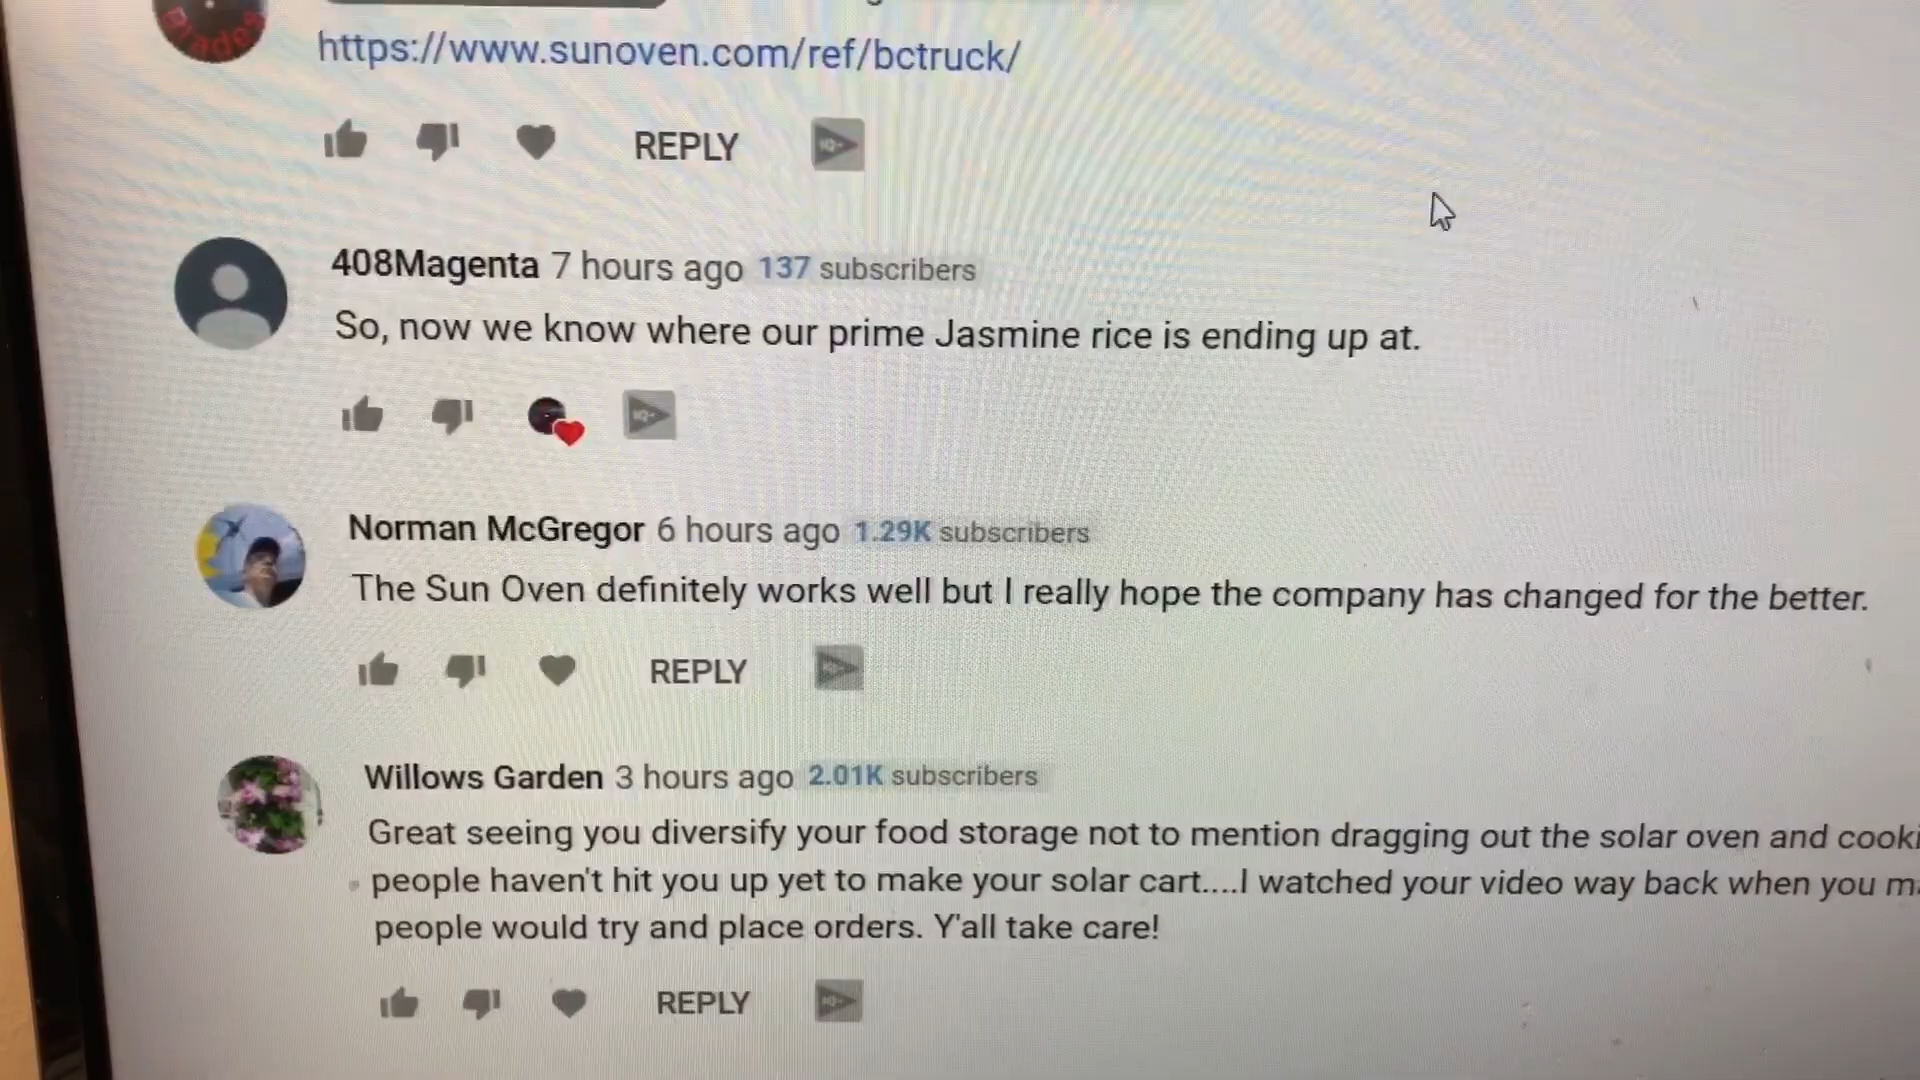 https://www.sunoven.com/ref/bctruck/
REPLY
408Magenta 7 hours ago 137 subscribers
So, now we know where our prime Jasmine rice is ending up at.
Norman McGregor 6 hours ago 1.29K subscribers
The Sun Oven definitely works well but I really hope the company has changed for the better.
REPLY
Willows Garden 3 hours ago 2.01K subscribers
Great seeing you diversify your food storage not to mention dragging out the solar oven and cooki
people haven't hit you up yet to make your solar cart....I watched your video way back when you m
people would try and place orders. Y'all take care!
REPLY